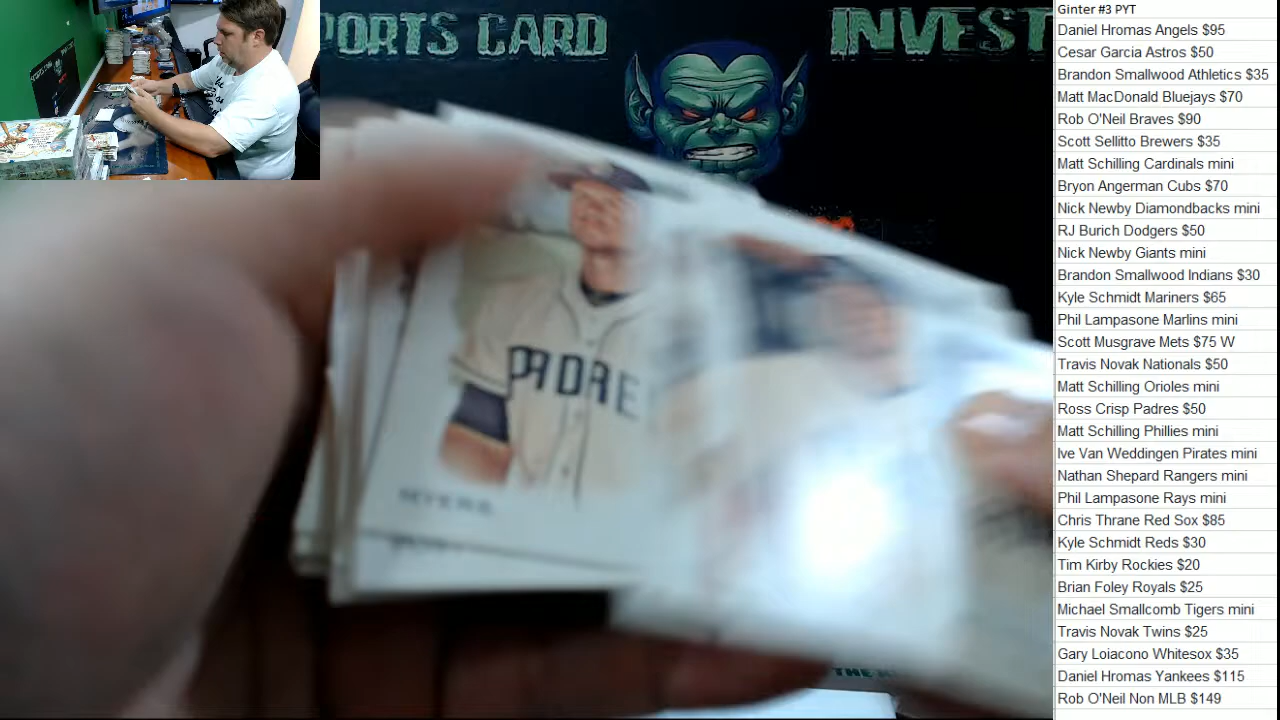 PORTS CARD INVEST
PADRE
MYERS
Ginter #3 PYT
Daniel Hromas Angels $95
Cesar Garcia Astros $50
Brandon Smallwood Athletics $35
Matt MacDonald Bluejays $70
Rob O'Neil Braves $90
Scott Sellitto Brewers $35
Matt Schilling Cardinals mini
Bryon Angerman Cubs $70
Nick Newby Diamondbacks mini
RJ Burich Dodgers $50
Nick Newby Giants mini
Brandon Smallwood Indians $30
Kyle Schmidt Mariners $65
Phil Lampasone Marlins mini
Scott Musgrave Mets $75 W
Travis Novak Nationals $50
Matt Schilling Orioles mini
Ross Crisp Padres $50
Matt Schilling Phillies mini
Ive Van Weddingen Pirates mini
Nathan Shepard Rangers mini
Phil Lampasone Rays mini
Chris Thrane Red Sox $85
Kyle Schmidt Reds $30
Tim Kirby Rockies $20
Brian Foley Royals $25
Michael Smallcomb Tigers mini
Travis Novak Twins $25
Gary Loiacono Whitesox $35
Daniel Hromas Yankees $115
Rob O'Neil Non MLB $149